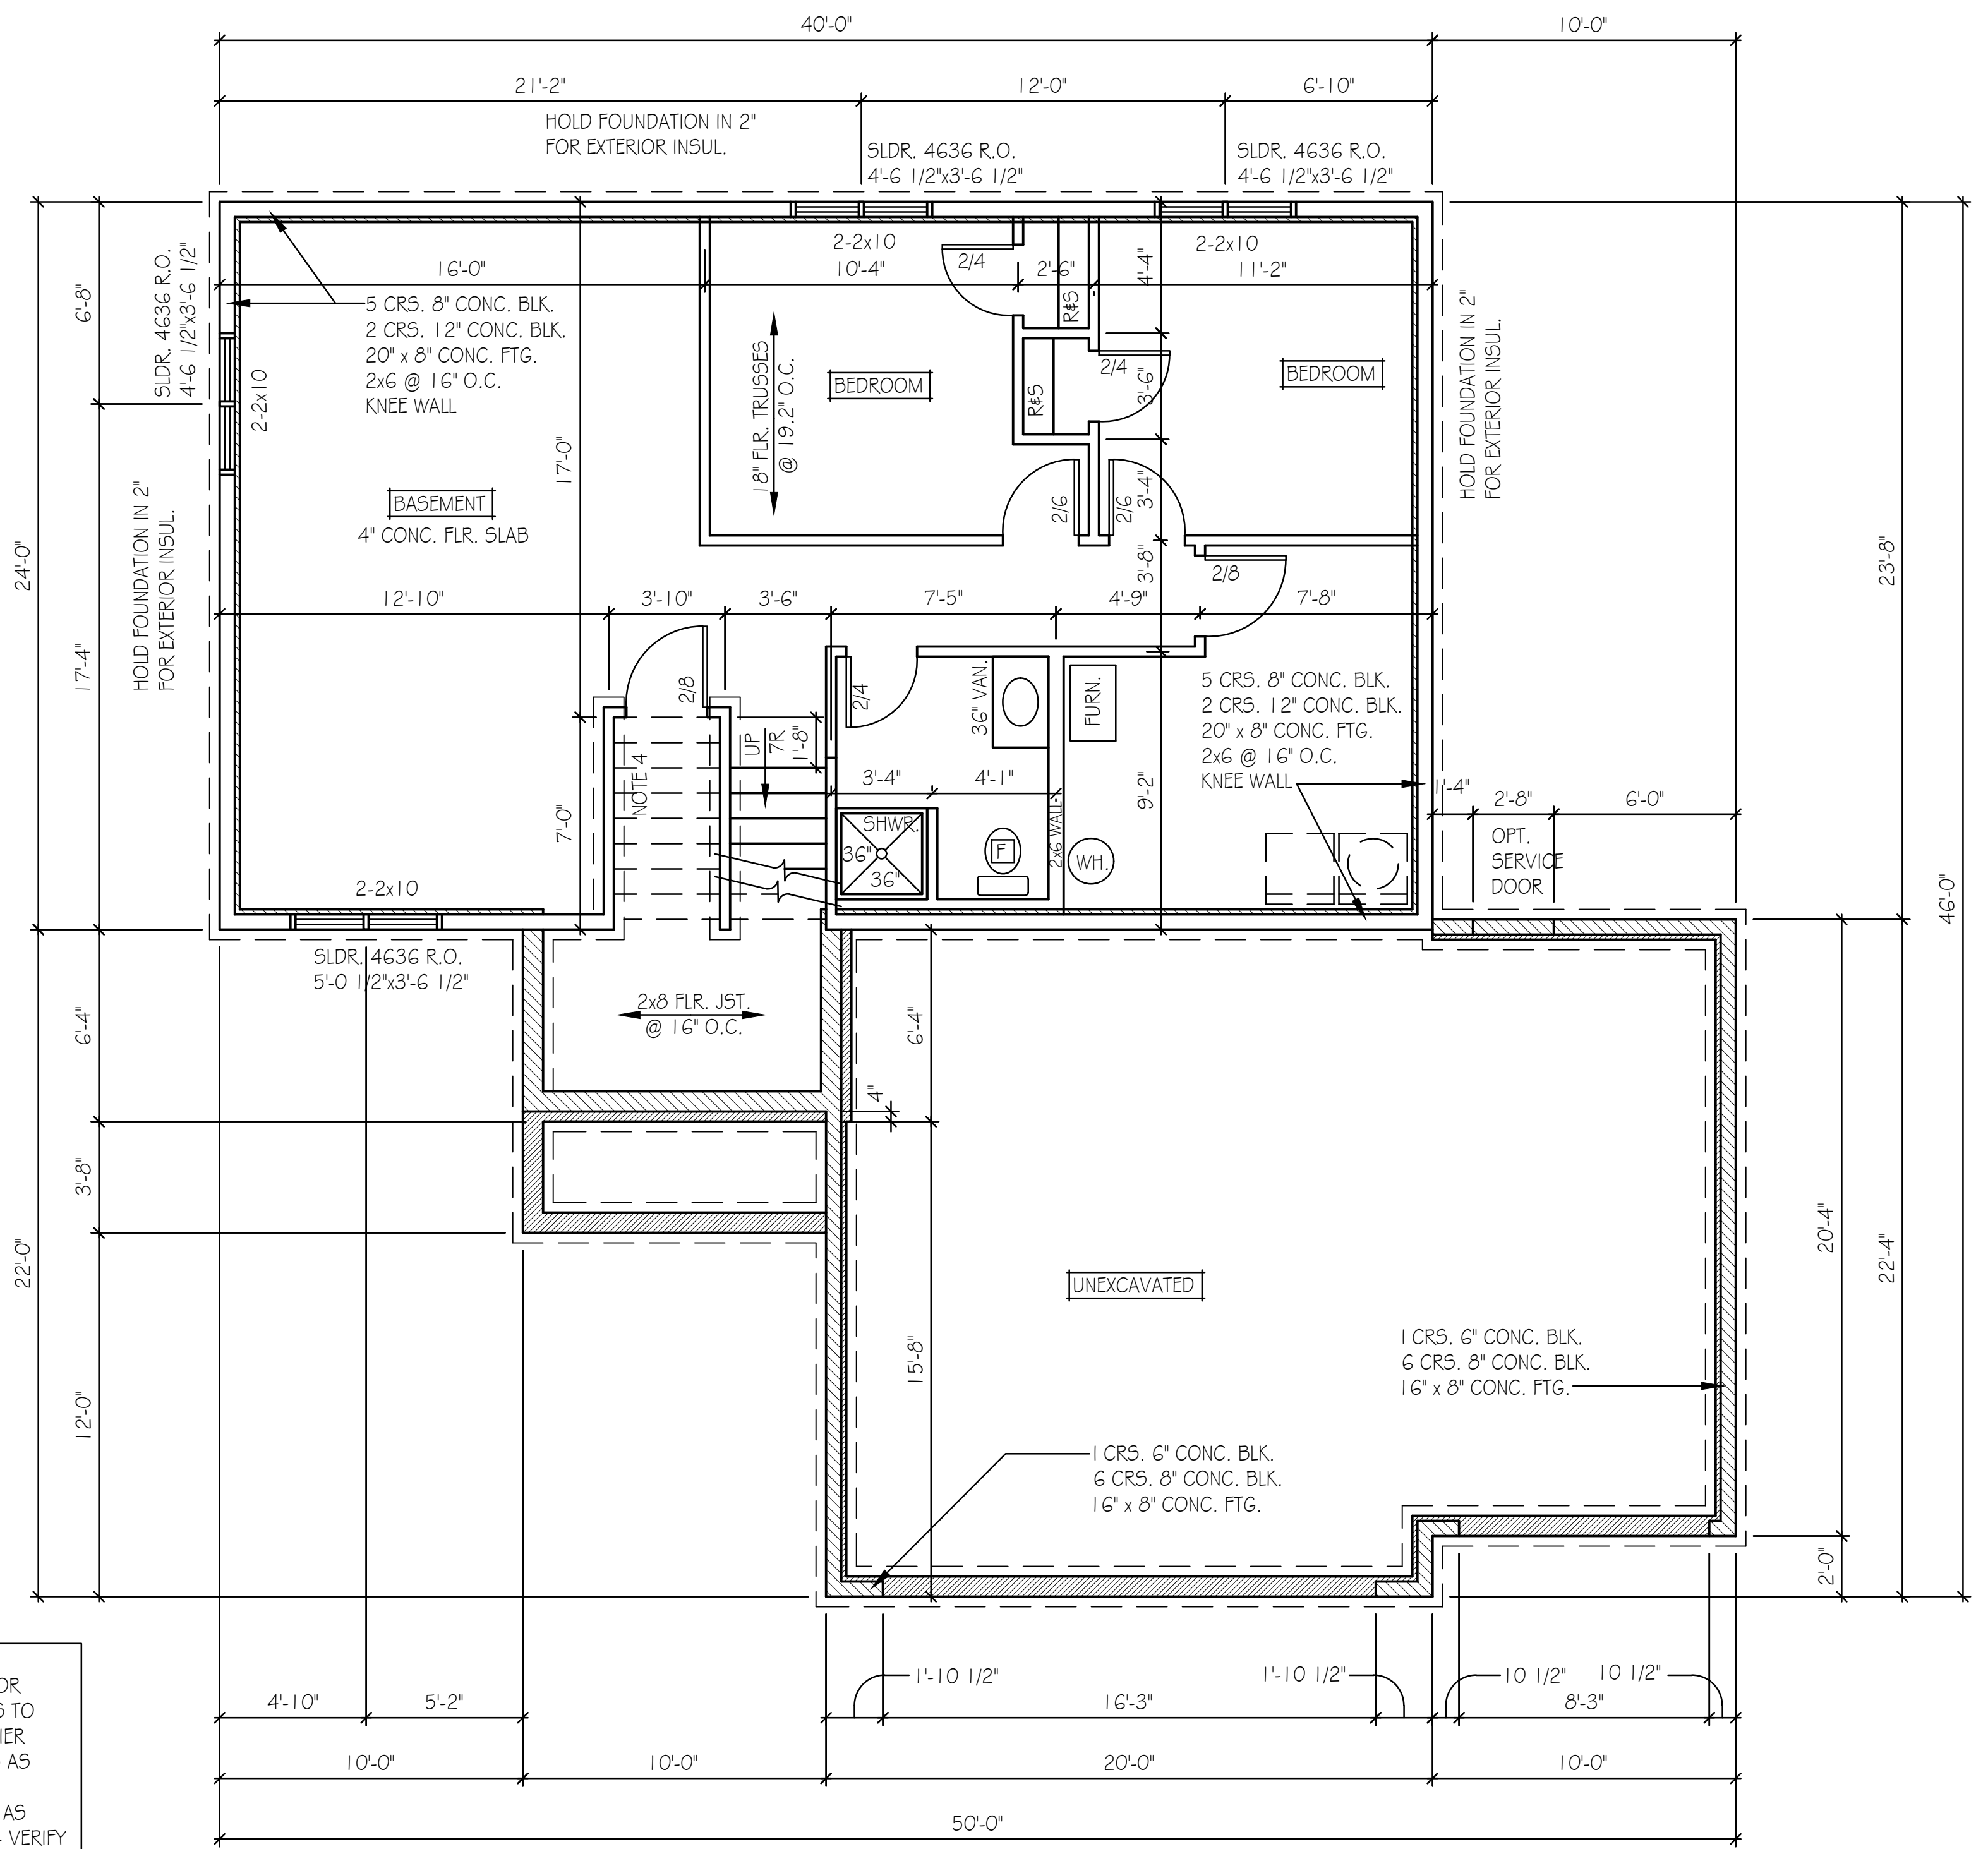 40'-0"
10'-0"
21'-2"
12'-0"
6'-10"
HOLD FOUNDATION IN 2"
FOR EXTERIOR INSUL.
SLDR. 4636 R.O.
4'-6 1/2"x3'-6 1/2"
SLDR. 4636 R.O.
4'-6 1/2"x3'-6 1/2"
24'-0"
6'-8"
17'-4"
SLDR. 4636 R.O.
4'-6 1/2"x3'-6 1/2"
2-2x10
HOLD FOUNDATION IN 2"
FOR EXTERIOR INSUL.
16'-0"
5 CRS. 8" CONC. BLK.
2 CRS. 12" CONC. BLK.
20" x 8" CONC. FTG.
2x6 @ 16" O.C.
KNEE WALL
BASEMENT
4" CONC. FLR. SLAB
17'-0"
2-2x10
10'-4"
2/4
2'-6"
R&S
4'-4"
2-2x10
11'-2"
18" FLR. TRUSSES
@ 19.2" O.C.
BEDROOM
R&S
2/4
3'-6"
BEDROOM
2/6
2/6
3'-4"
3'-8"
2/8
HOLD FOUNDATION IN 2"
FOR EXTERIOR INSUL.
23'-8"
46'-0"
12'-10"
3'-10"
3'-6"
7'-5"
4'-9"
7'-8"
2/8
NOTE 4
7'-0"
UP
7R
1'-8"
2/4
36" VAN.
FURN.
3'-4"
4'-1"
SHWR.
36"
36"
F
2x6 WALL
WH.
9'-2"
5 CRS. 8" CONC. BLK.
2 CRS. 12" CONC. BLK.
20" x 8" CONC. FTG.
2x6 @ 16" O.C.
KNEE WALL
1'-4"
2'-8"
6'-0"
OPT.
SERVICE
DOOR
2-2x10
SLDR. 4636 R.O.
5'-0 1/2"x3'-6 1/2"
2x8 FLR. JST.
@ 16" O.C.
22'-0"
6'-4"
3'-8"
12'-0"
6'-4"
4"
15'-8"
UNEXCAVATED
1 CRS. 6" CONC. BLK.
6 CRS. 8" CONC. BLK.
16" x 8" CONC. FTG.
1 CRS. 6" CONC. BLK.
6 CRS. 8" CONC. BLK.
16" x 8" CONC. FTG.
20'-4"
22'-4"
2'-0"
OR
S TO
IER
AS
AS
- VERIFY
4'-10"
5'-2"
1'-10 1/2"
16'-3"
1'-10 1/2"
10 1/2"
10 1/2"
8'-3"
10'-0"
10'-0"
20'-0"
10'-0"
50'-0"